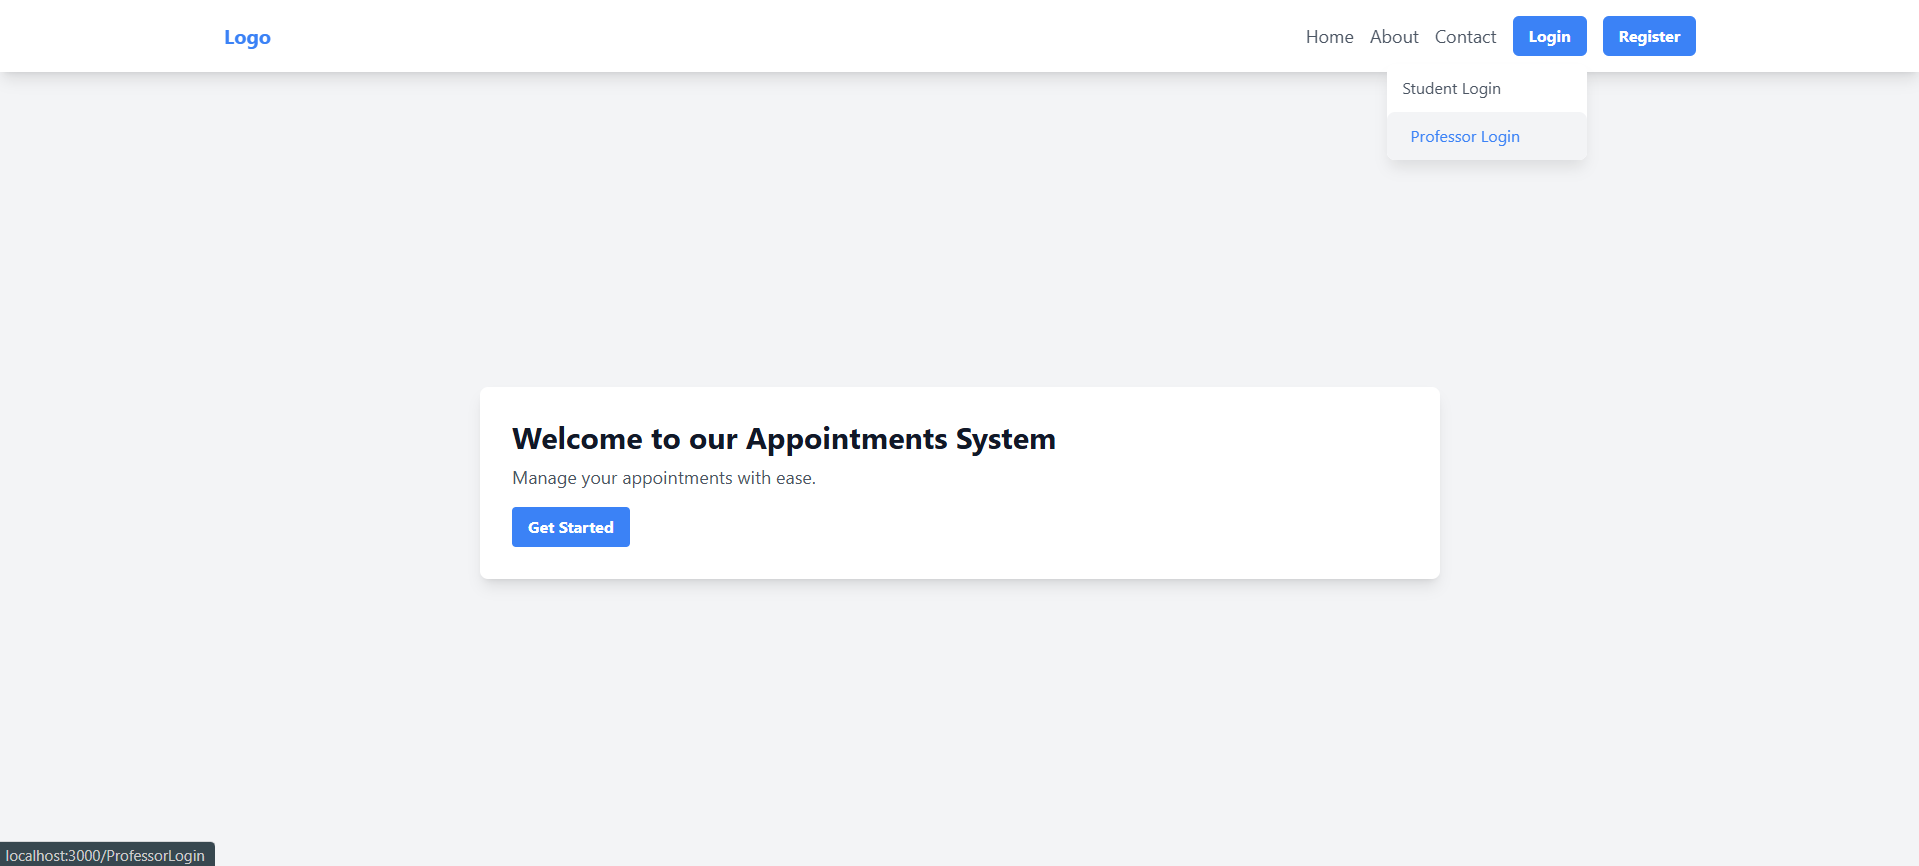 Logo
Home About Contact Login Register
Student Login
Professor Login
Welcome to our Appointments System
Manage your appointments with ease.
Get Started
localhost:3000/ProfessorLogin